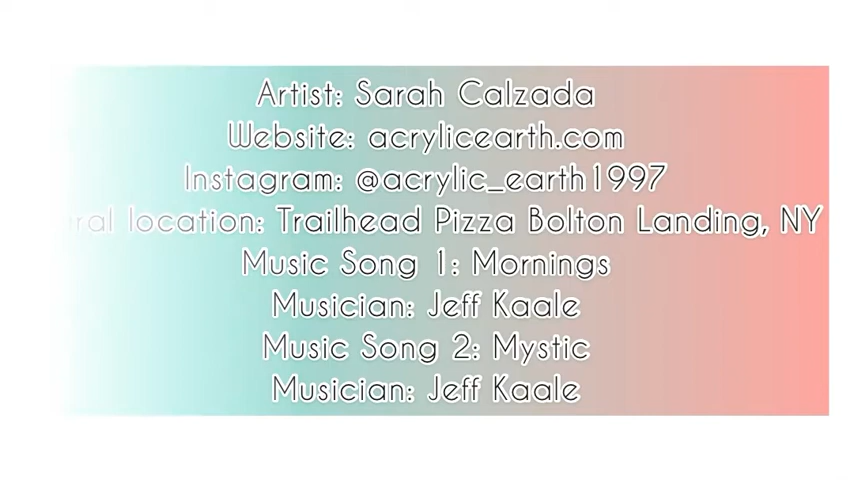 Artist: Sarah Calzada
Website: acrylicearth.com
Instagram: @acrylic_earth1997
location: Trailhead Pizza Bolton Landing, NY
Music Song 1: Mornings
Musician: Jeff Kaale
Music Song 2: Mystic
Musician: Jeff Kaale